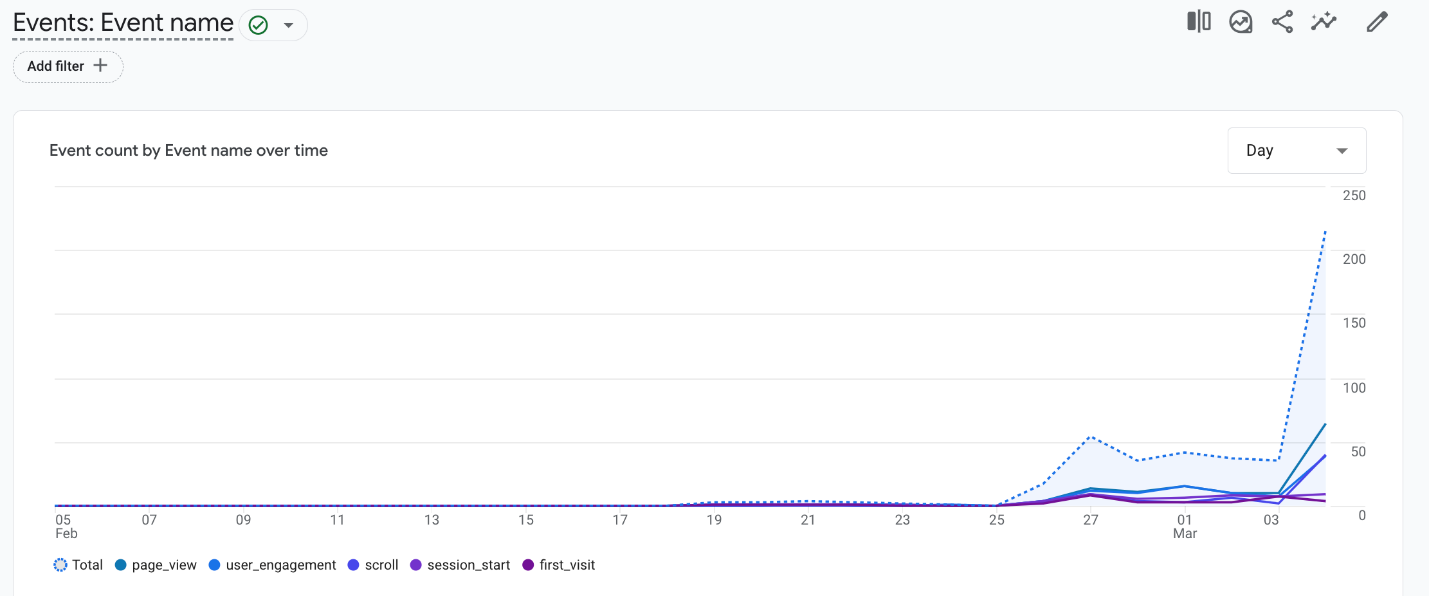 Events: Event name
Add filter
Event count by Event name over time
Day
250
200
150
100
50
0
05 07 09 11 13 15 17 19 21 23 25 27 01 03
Feb Mar
Total page_view user_engagement scroll session_start first_visit